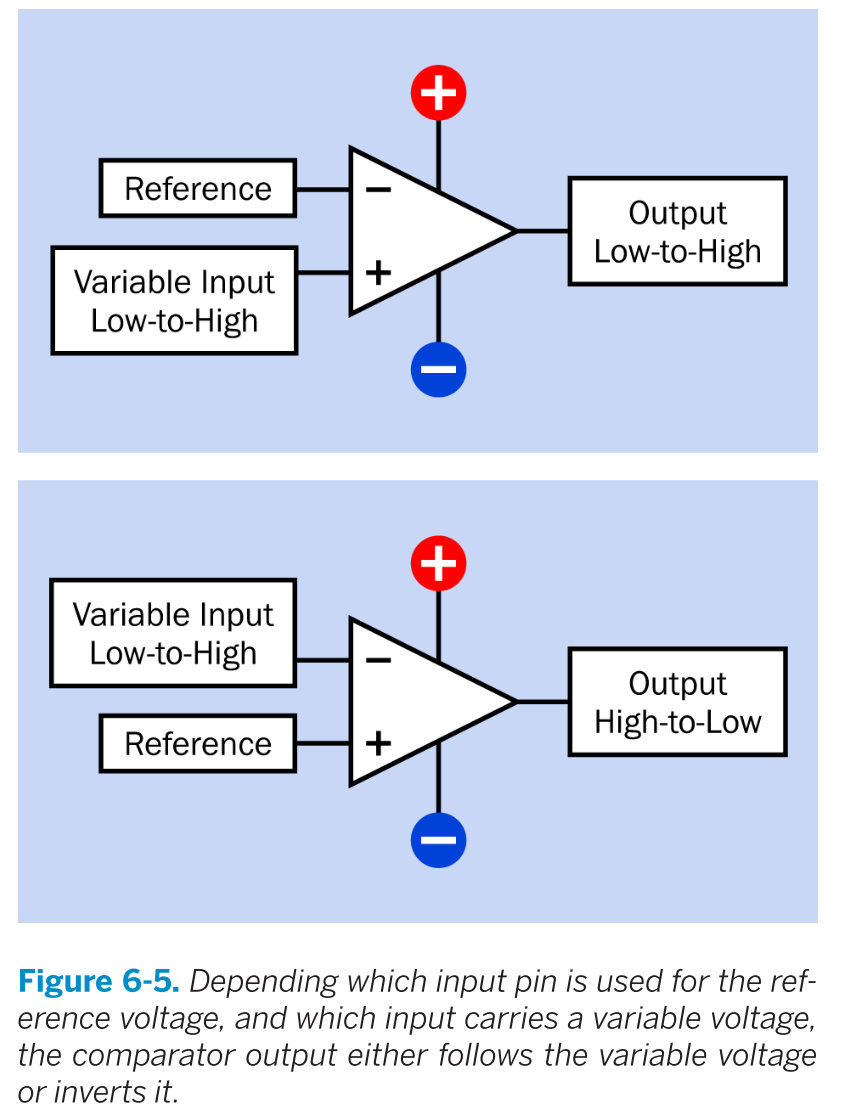 +
Reference
−
Variable Input
Low-to-High
+
Output
Low-to-High
−
+
Variable Input
Low-to-High
−
Reference
+
Output
High-to-Low
−
Figure 6-5. Depending which input pin is used for the ref-
erence voltage, and which input carries a variable voltage,
the comparator output either follows the variable voltage
or inverts it.